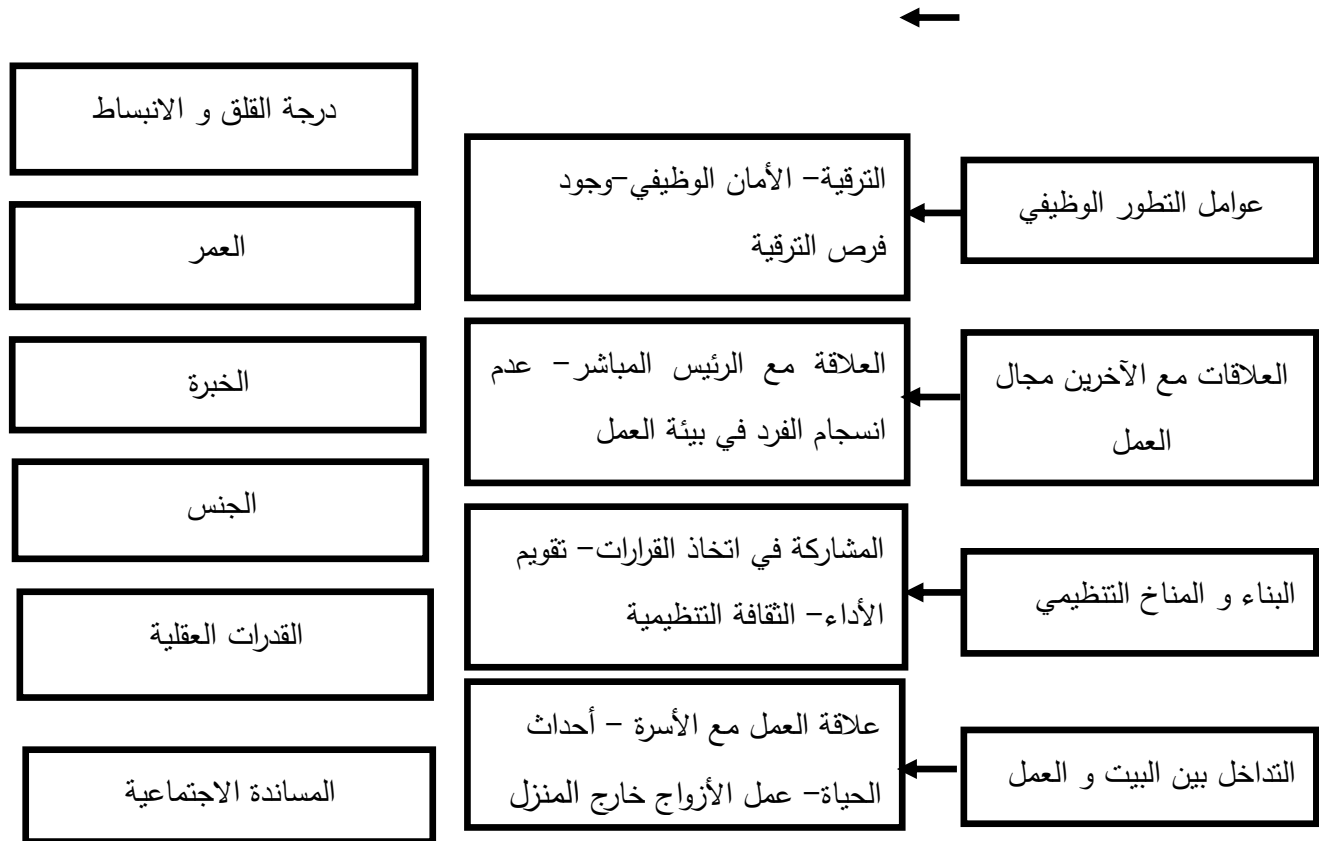 عوامل التطور الوظيفي
الترقية– الأمان الوظيفي–وجود
فرص الترقية
العلاقات مع الآخرين مجال
العمل
العلاقة مع الرئيس المباشر– عدم
انسجام الفرد في بيئة العمل
البناء و المناخ التنظيمي
المشاركة في اتخاذ القرارات– تقويم
الأداء– الثقافة التنظيمية
التداخل بين البيت و العمل
علاقة العمل مع الأسرة – أحداث
الحياة– عمل الأزواج خارج المنزل
درجة القلق و الانبساط
العمر
الخبرة
الجنس
القدرات العقلية
المساندة الاجتماعية